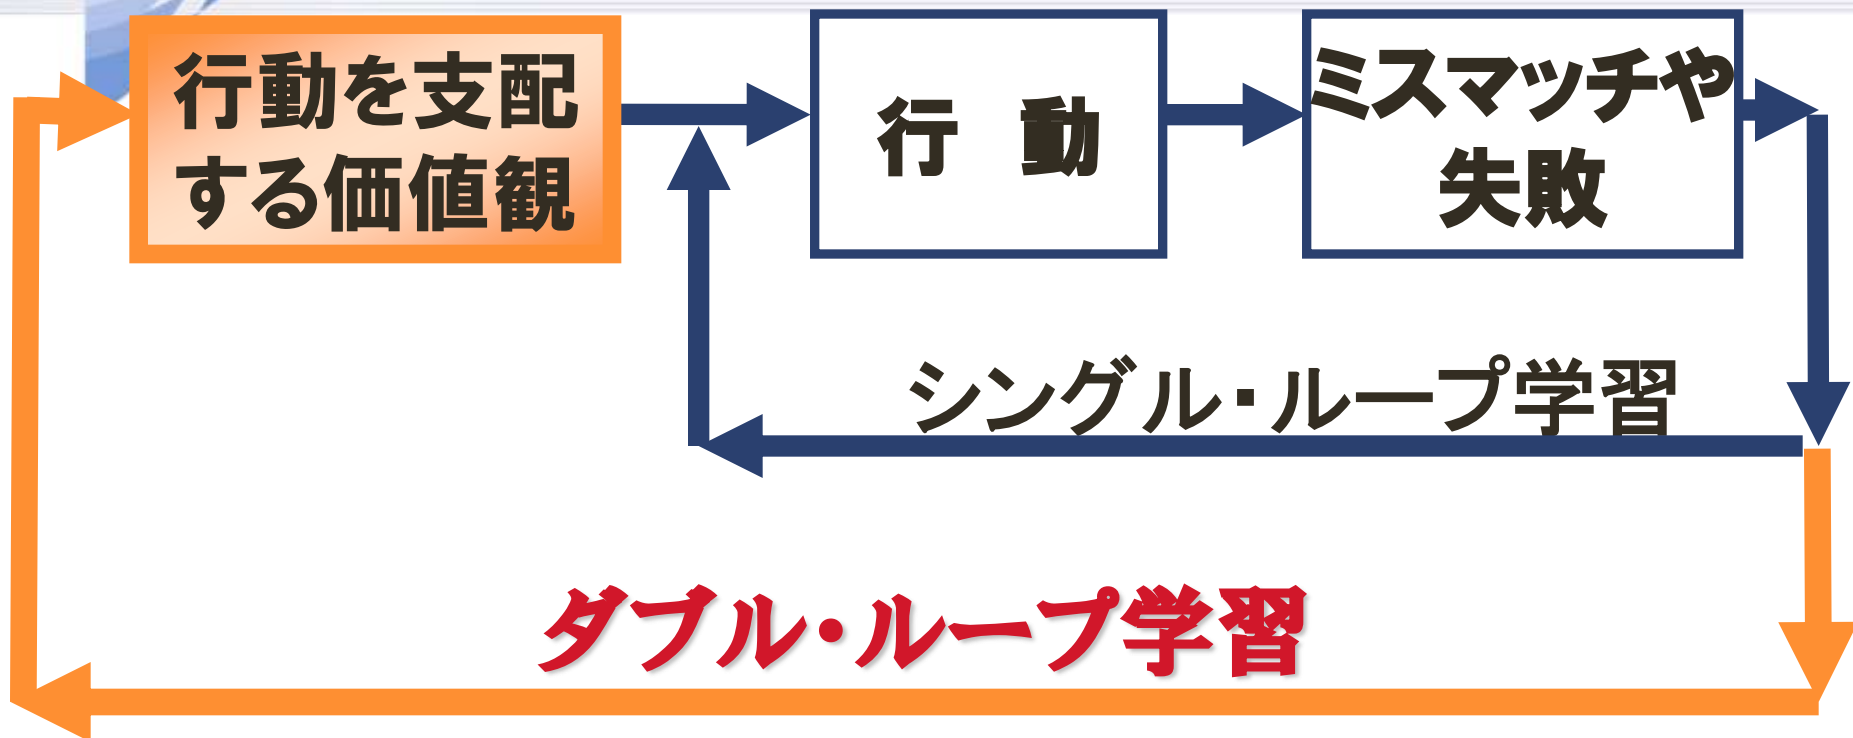 行動を支配
する価値観
行 動
ミスマッチや
失敗
シングル・ループ学習
ダブル・ループ学習